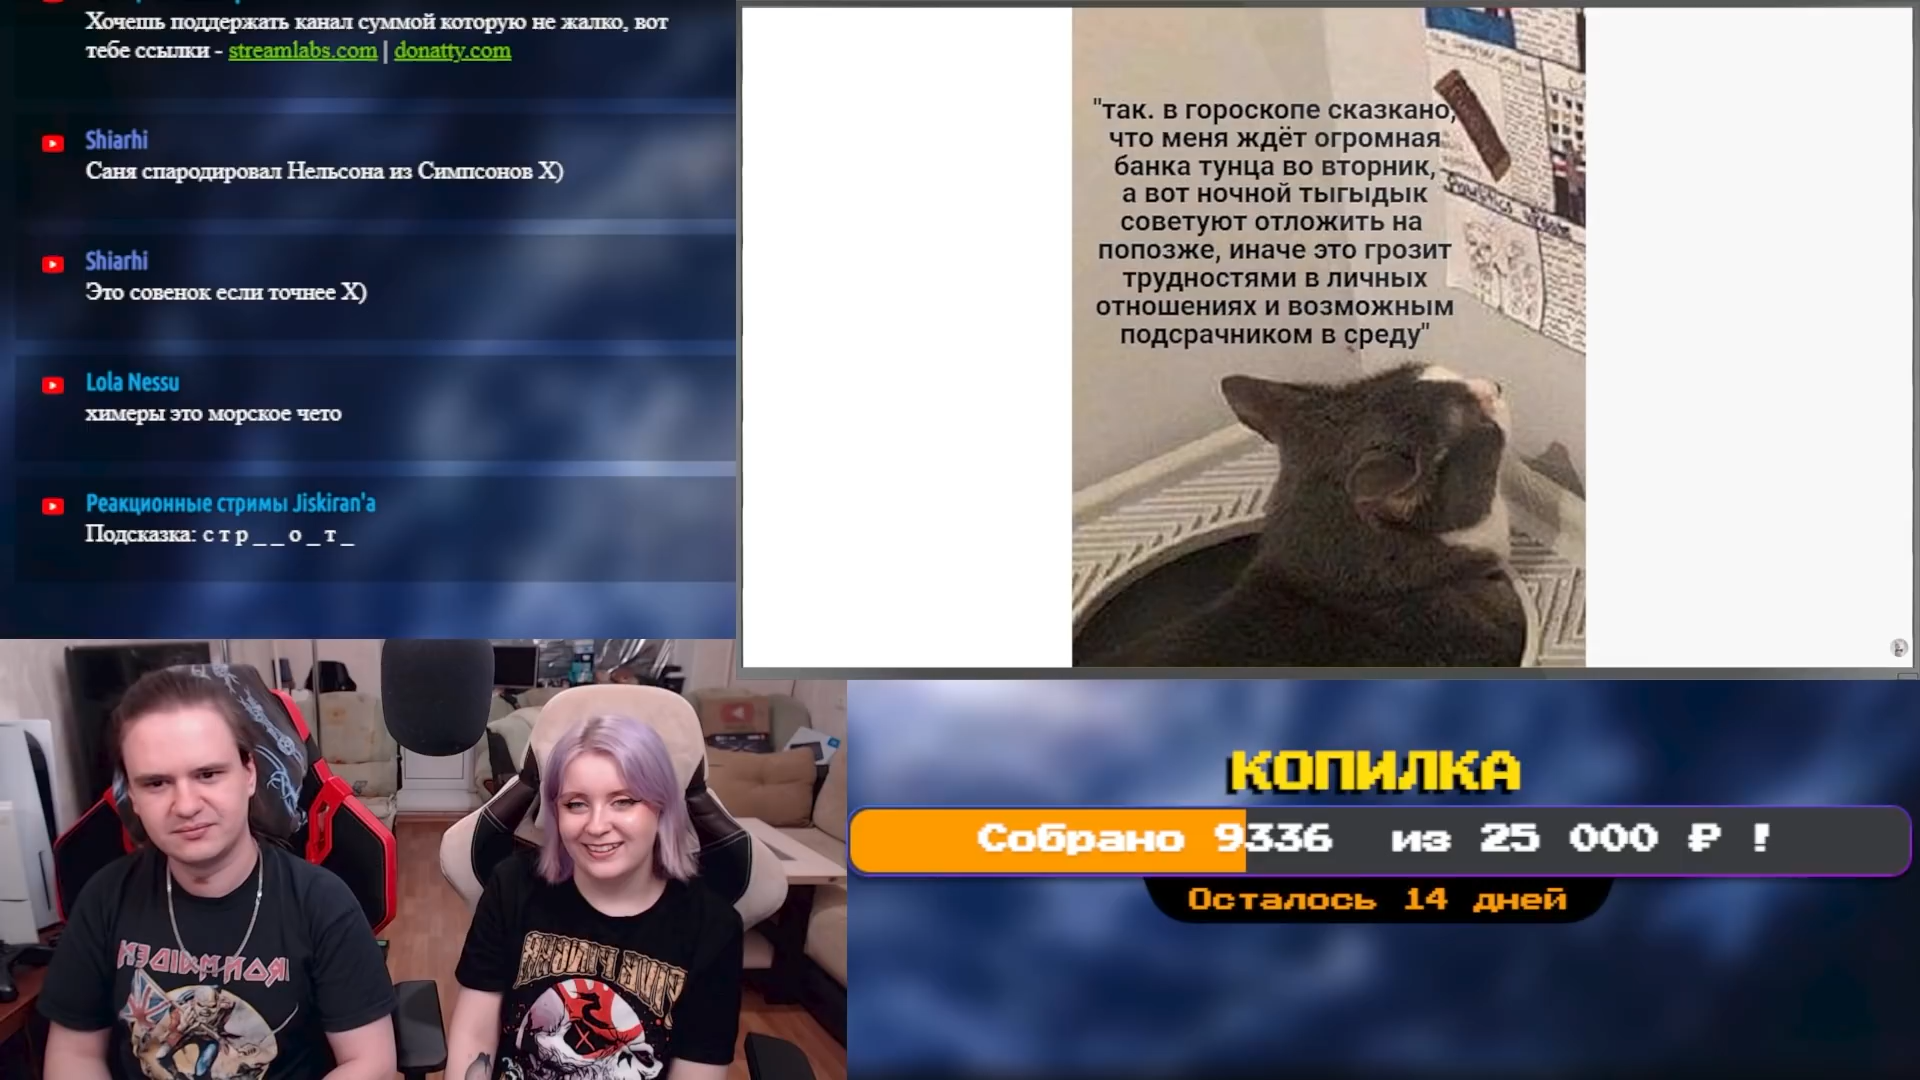 Хочешь поддержать канал суммой которую не жалко, вот
тебе ссылки - streamlabs.com | donatty.com
Shiarhi
Саня спародировал Нельсона из Симпсонов X)
Shiarhi
Это совенок если точнее X)
Lola Nessu
химеры это морское чето
Реакционные стримы Jiskiran'a
Подсказка: с т р _ _ о _ т _
"так. в гороскопе сказкано,
что меня ждёт огромная
банка тунца во вторник,
а вот ночной тыгыдык
советуют отложить на
попозже, иначе это грозит
трудностями в личных
отношениях и возможным
подсрачником в среду"
КОПИЛКА
Собрано 9336 из 25 000 ₽ !
Осталось 14 дней
IRON MAIDEN